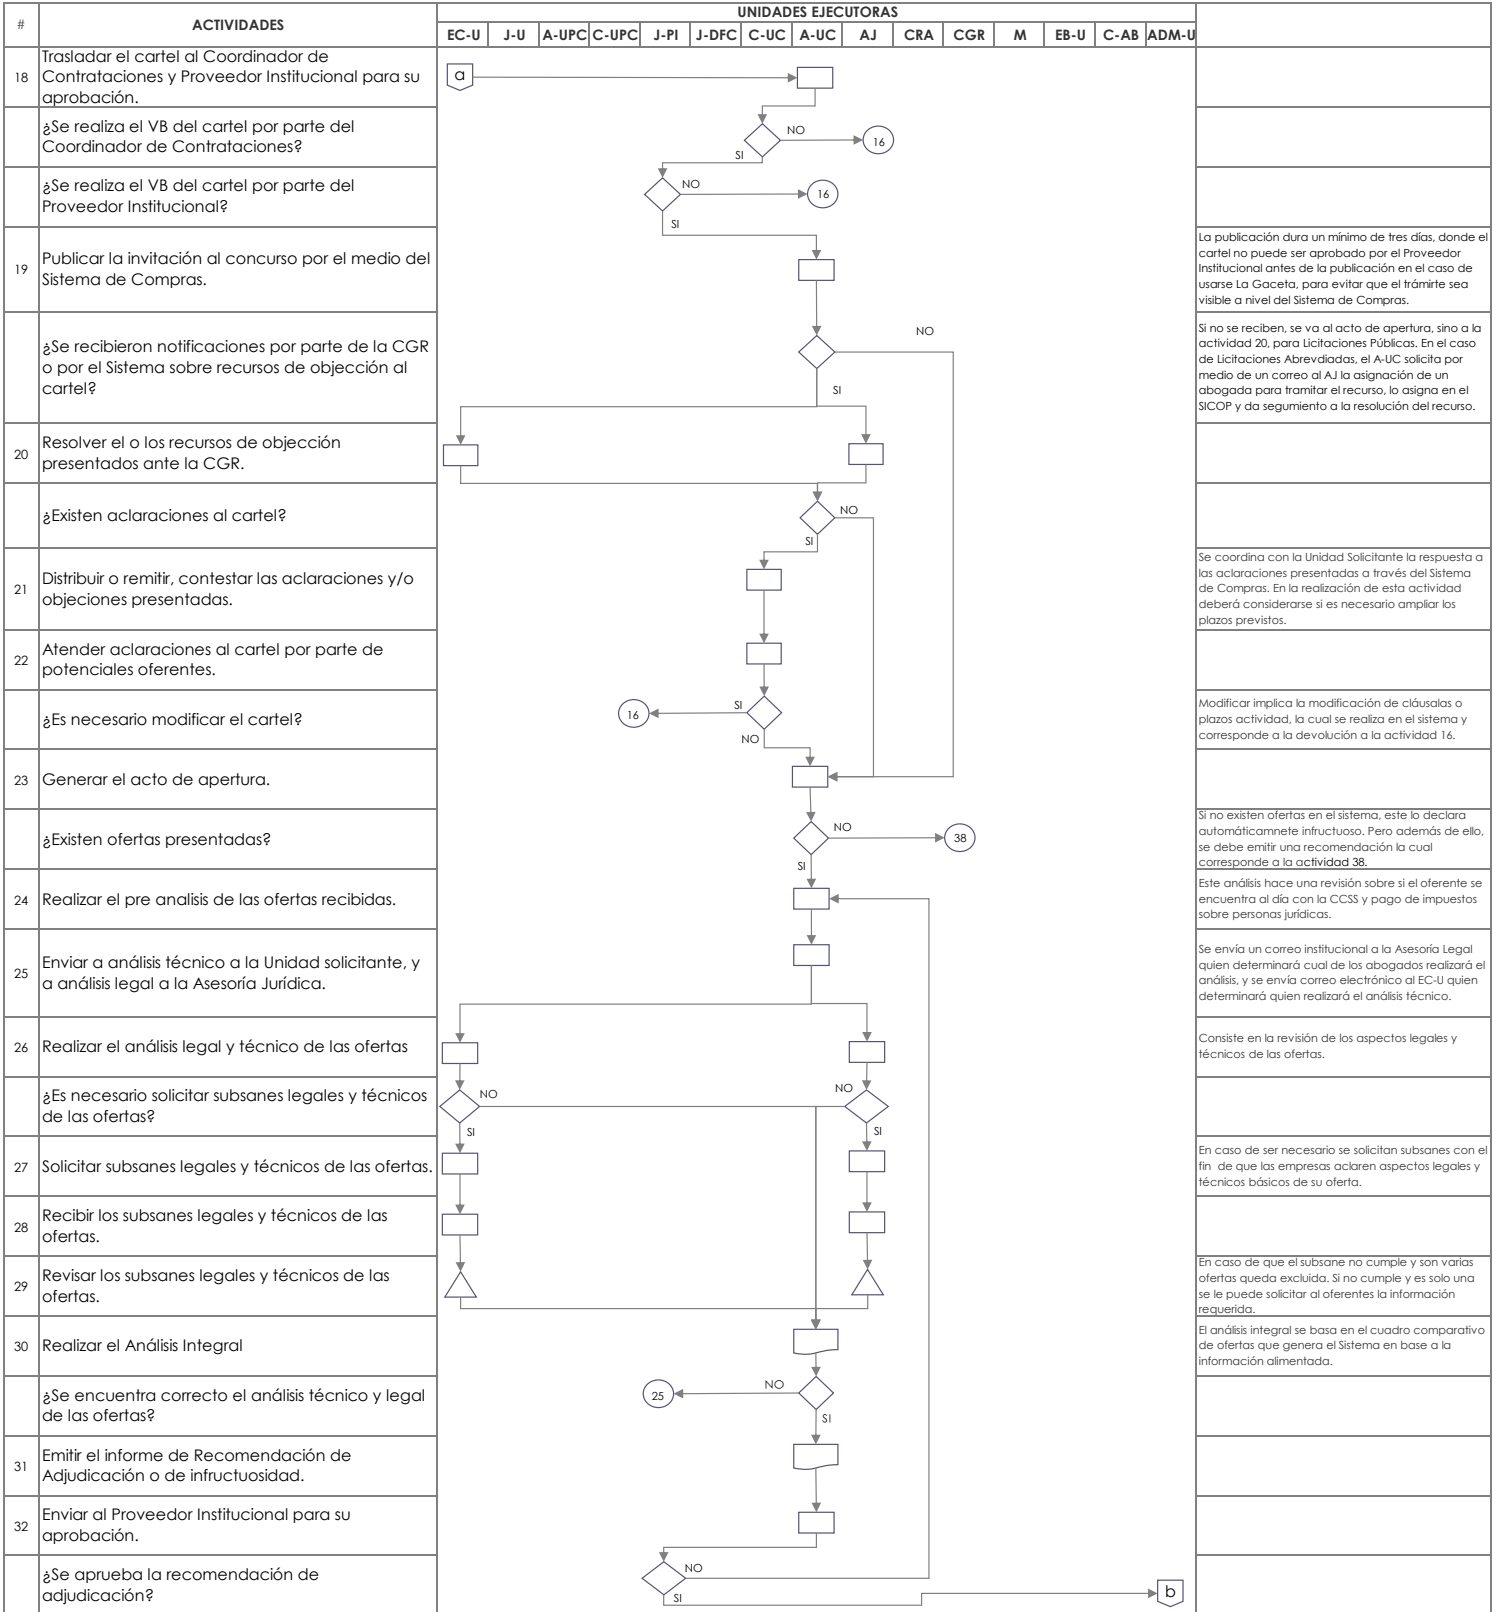 #
ACTIVIDADES
UNIDADES EJECUTORAS
EC-U
J-U
A-UPC
C-UPC
J-PI
J-DFC
C-UC
A-UC
AJ
CRA
CGR
M
EB-U
C-AB
ADM-U
18
Trasladar el cartel al Coordinador de
Contrataciones y Proveedor Institucional para su
aprobación.
a
¿Se realiza el VB del cartel por parte del
Coordinador de Contrataciones?
NO
16
SI
¿Se realiza el VB del cartel por parte del
Proveedor Institucional?
NO
16
SI
19
Publicar la invitación al concurso por el medio del
Sistema de Compras.
La publicación dura un mínimo de tres días, donde el
cartel no puede ser aprobado por el Proveedor
Institucional antes de la publicación en el caso de
usarse La Gaceta, para evitar que el trámirte sea
visible a nivel del Sistema de Compras.
¿Se recibieron notificaciones por parte de la CGR
o por el Sistema sobre recursos de objeción al
cartel?
NO
SI
Si no se reciben, se va al acto de apertura, sino a la
actividad 20, para Licitaciones Públicas. En el caso
de Licitaciones Abrevdiadas, el A-UC solicita por
medio de un correo al AJ la asignación de un
abogada para tramitar el recurso, lo asigna en el
SICOP y da segumiento a la resolución del recurso.
20
Resolver el o los recursos de objección
presentados ante la CGR.
¿Existen aclaraciones al cartel?
NO
SI
21
Distribuir o remitir, contestar las aclaraciones y/o
objeciones presentadas.
Se coordina con la Unidad Solicitante la respuesta a
las aclaraciones presentadas a través del Sistema
de Compras. En la realización de esta actividad
deberá considerarse si es necesario ampliar los
plazos previstos.
22
Atender aclaraciones al cartel por parte de
potenciales oferentes.
¿Es necesario modificar el cartel?
16
SI
NO
Modificar implica la modificación de cláusalas o
plazos actividad, la cual se realiza en el sistema y
corresponde a la devolución a la actividad 16.
23
Generar el acto de apertura.
¿Existen ofertas presentadas?
NO
38
SI
Si no existen ofertas en el sistema, este lo declara
automáticamnete infructuoso. Pero además de ello,
se debe emitir una recomendación la cual
corresponde a la actividad 38.
24
Realizar el pre analisis de las ofertas recibidas.
Este análisis hace una revisión sobre si el oferente se
encuentra al día con la CCSS y pago de impuestos
sobre personas jurídicas.
25
Enviar a análisis técnico a la Unidad solicitante, y
a análisis legal a la Asesoría Jurídica.
Se envía un correo institucional a la Asesoría Legal
quien determinará cual de los abogados realizará el
análisis, y se envía correo electrónico al EC-U quien
determinará quien realizará el análisis técnico.
26
Realizar el análisis legal y técnico de las ofertas
Consiste en la revisión de los aspectos legales y
técnicos de las ofertas.
¿Es necesario solicitar subsanes legales y técnicos
de las ofertas?
NO
SI
NO
SI
27
Solicitar subsanes legales y técnicos de las ofertas.
En caso de ser necesario se solicitan subsanes con el
fin de que las empresas aclaren aspectos legales y
técnicos básicos de su oferta.
28
Recibir los subsanes legales y técnicos de las
ofertas.
29
Revisar los subsanes legales y técnicos de las
ofertas.
En caso de que el subsane no cumple y son varias
ofertas queda excluida. Si no cumple y es solo una
se le puede solicitar al oferentes la información
requerida.
30
Realizar el Análisis Integral
El análisis integral se basa en el cuadro comparativo
de ofertas que genera el Sistema en base a la
información alimentada.
¿Se encuentra correcto el análisis técnico y legal
de las ofertas?
25
NO
SI
31
Emitir el informe de Recomendación de
Adjudicación o de infructuosidad.
32
Enviar al Proveedor Institucional para su
aprobación.
¿Se aprueba la recomendación de
adjudicación?
NO
SI
b